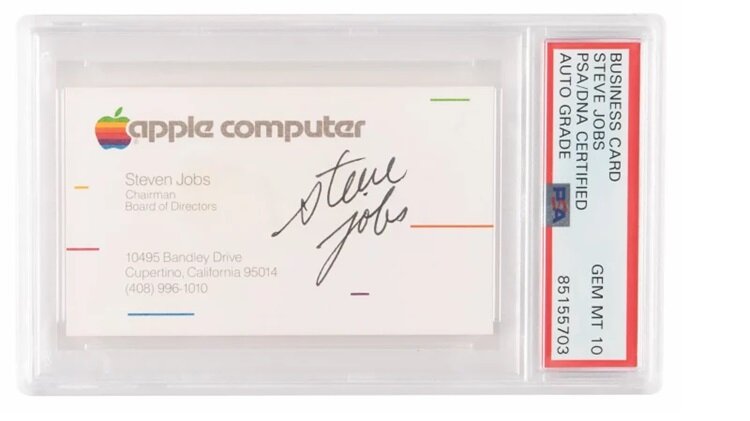 apple computer
Steven Jobs
Chairman
Board of Directors
steve
jobs
10495 Bandley Drive
Cupertino, California 95014
(408) 996-1010
BUSINESS CARD
STEVE JOBS
PSA/DNA CERTIFIED
AUTO GRADE
PSA
GEM MT 10
85155703